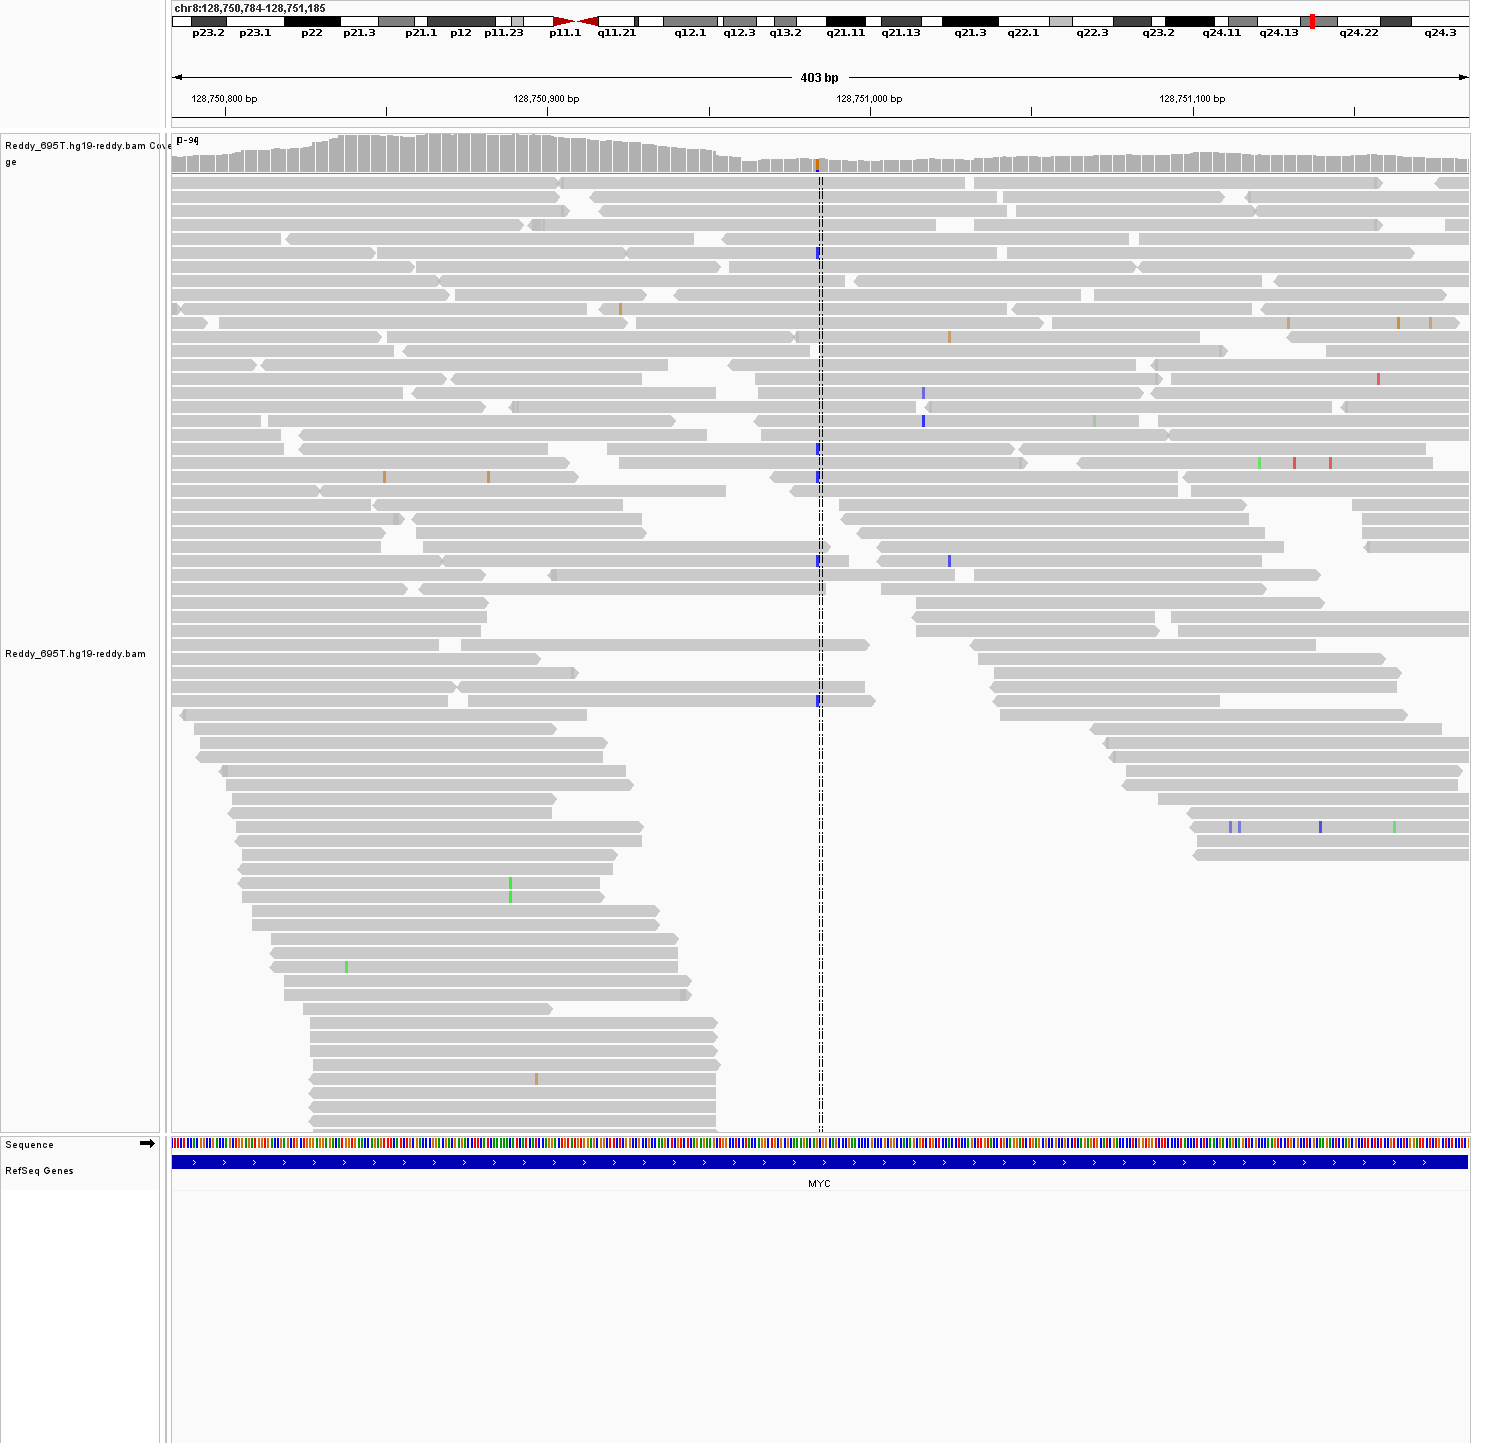 chr8:128,750,784-128,751,185
p23.2 p23.1 p22 p21.3 p21.1 p12 p11.23 p11.1 q11.21 q12.1 q12.3 q13.2 q21.11 q21.13 q21.3 q22.1 q22.3 q23.2 q24.11 q24.13 q24.22 q24.3
403 bp
128,750,800 bp 128,750,900 bp 128,751,000 bp 128,751,100 bp
Reddy_695T.hg19-reddy.bam Cove
ge
[0-94]
Reddy_695T.hg19-reddy.bam
Sequence
RefSeq Genes
MYC